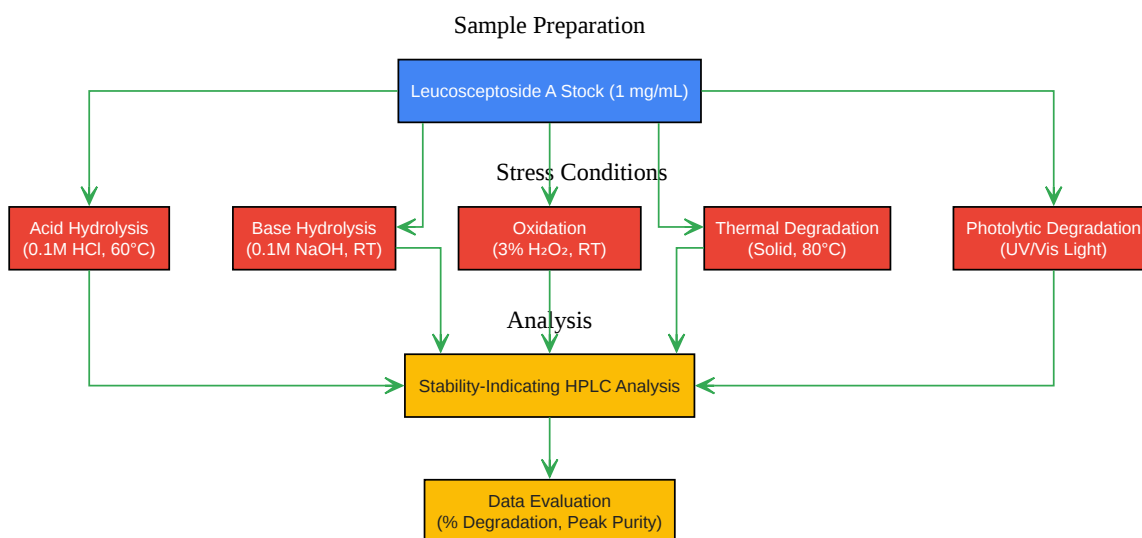 Sample Preparation
Leucosceptoside A Stock (1 mg/mL)
Stress Conditions
Acid Hydrolysis
(0.1M HCl, 60°C)
Base Hydrolysis
(0.1M NaOH, RT)
Oxidation
(3% H₂O₂, RT)
Thermal Degradation
(Solid, 80°C)
Photolytic Degradation
(UV/Vis Light)
Analysis
Stability-Indicating HPLC Analysis
Data Evaluation
(% Degradation, Peak Purity)